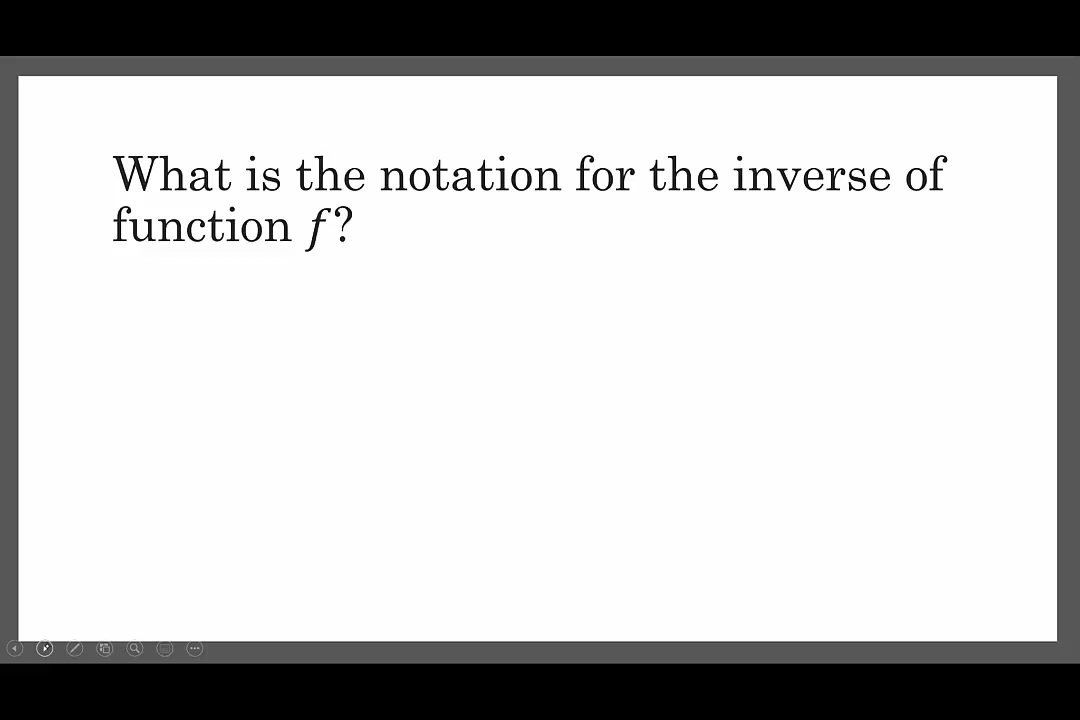 What is the notation for the inverse of
function f?